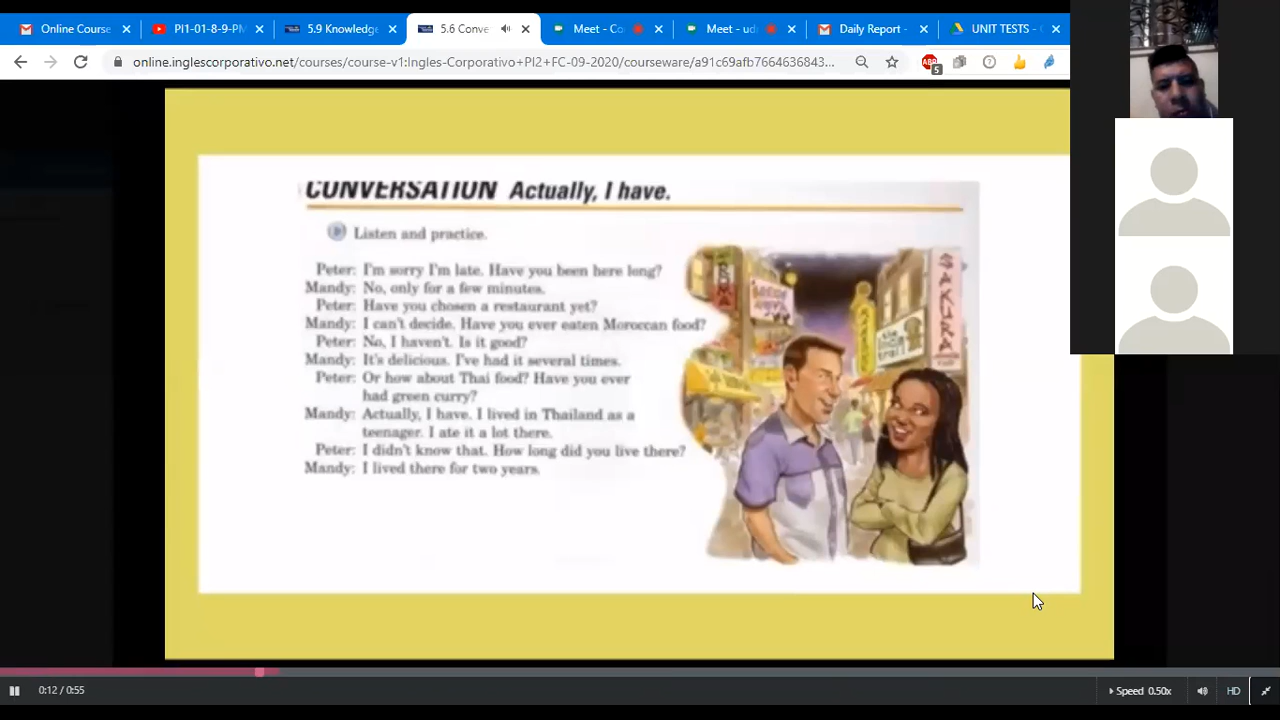 Online Course
PI1-01-8-9-PM
5.9 Knowledge
5.6 Conve
Meet - Co
Meet - uda
Daily Report -
UNIT TESTS -
online.inglescorporativo.net/courses/course-v1:Ingles-Corporativo+PI2+FC-09-2020/courseware/a91c69afb7664636843...
ABP
5
CONVERSATION Actually, I have.
Listen and practice.
Peter: I'm sorry I'm late. Have you been here long?
Mandy: No, only for a few minutes.
Peter: Have you chosen a restaurant yet?
Mandy: I can't decide. Have you ever eaten Moroccan food?
Peter: No, I haven't. Is it good?
Mandy: It's delicious. I've had it several times.
Peter: Or how about Thai food? Have you ever
had green curry?
Mandy: Actually, I have. I lived in Thailand as a
teenager. I ate it a lot there.
Peter: I didn't know that. How long did you live there?
Mandy: I lived there for two years.
SAKURA
0:12 / 0:55
Speed 0.50x
HD